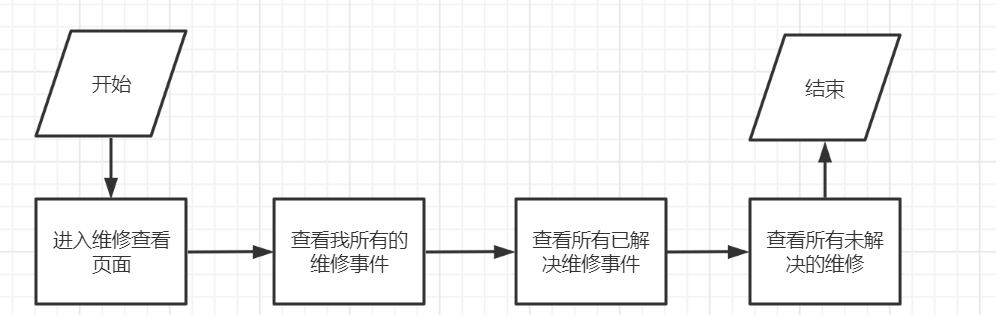 开始
结束
进入维修查看
页面
查看我所有的
维修事件
查看所有已解
决维修事件
查看所有未解
决的维修